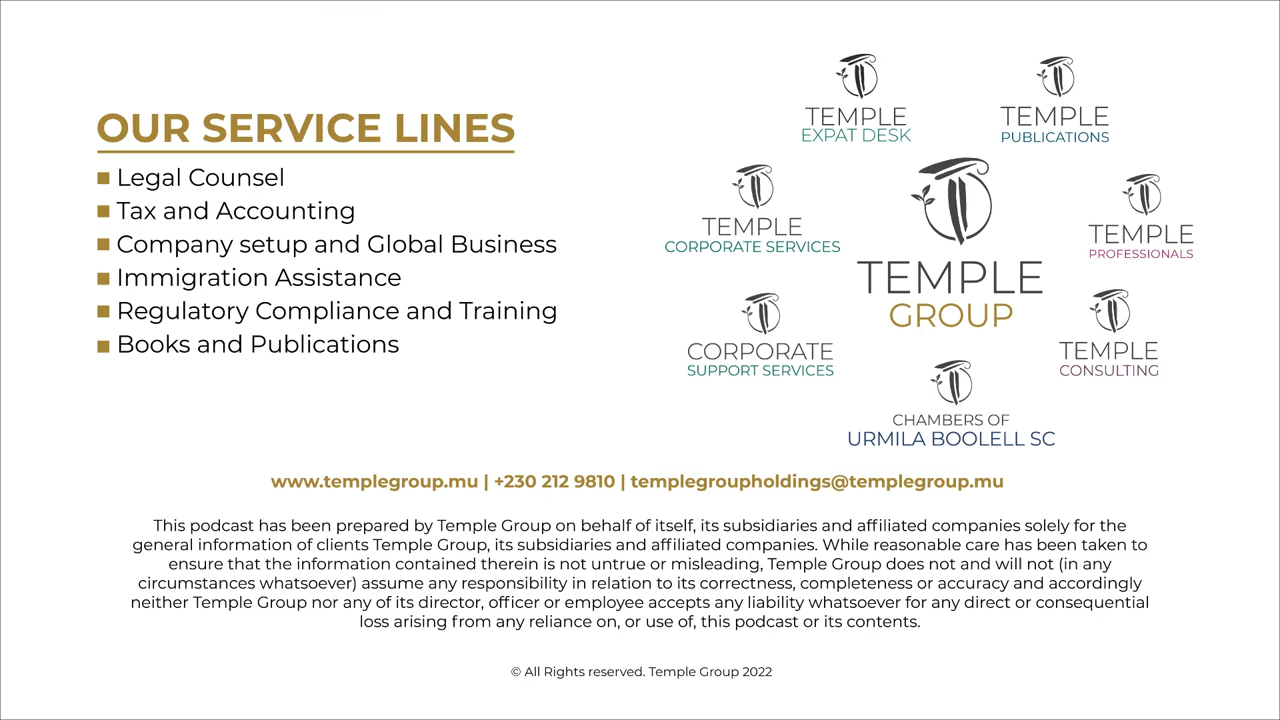 OUR SERVICE LINES
Legal Counsel
Tax and Accounting
Company setup and Global Business
Immigration Assistance
Regulatory Compliance and Training
Books and Publications
TEMPLE
EXPAT DESK
TEMPLE
PUBLICATIONS
TEMPLE
CORPORATE SERVICES
TEMPLE
PROFESSIONALS
TEMPLE
GROUP
CORPORATE
SUPPORT SERVICES
TEMPLE
CONSULTING
CHAMBERS OF
URMILA BOOLELL SC
www.templegroup.mu | +230 212 9810 | templegroupholdings@templegroup.mu
This podcast has been prepared by Temple Group on behalf of itself, its subsidiaries and affiliated companies solely for the
general information of clients Temple Group, its subsidiaries and affiliated companies. While reasonable care has been taken to
ensure that the information contained therein is not untrue or misleading, Temple Group does not and will not (in any
circumstances whatsoever) assume any responsibility in relation to its correctness, completeness or accuracy and accordingly
neither Temple Group nor any of its director, officer or employee accepts any liability whatsoever for any direct or consequential
loss arising from any reliance on, or use of, this podcast or its contents.
© All Rights reserved. Temple Group 2022